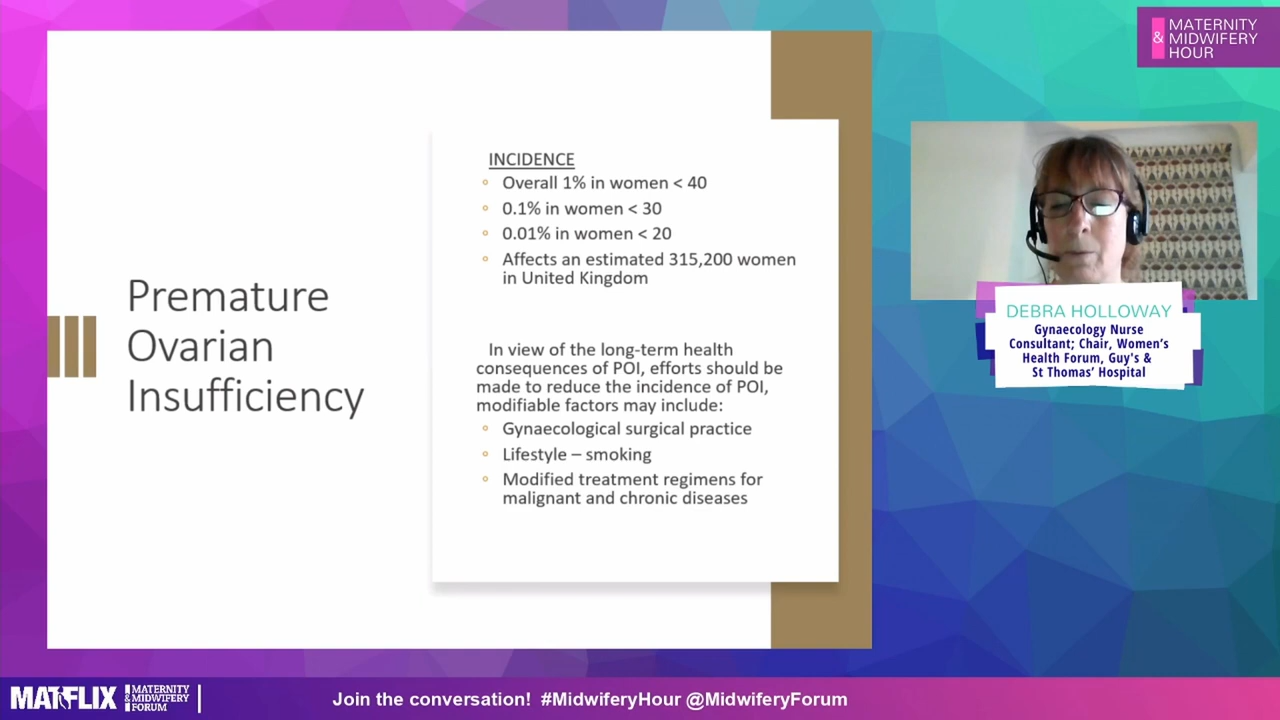 Premature
Ovarian
Insufficiency
INCIDENCE
Overall 1% in women < 40
0.1% in women < 30
0.01% in women < 20
Affects an estimated 315,200 women
in United Kingdom
In view of the long-term health
consequences of POI, efforts should be
made to reduce the incidence of POI,
modifiable factors may include:
Gynaecological surgical practice
Lifestyle – smoking
Modified treatment regimens for
malignant and chronic diseases
MATERNITY
& MIDWIFERY
HOUR
DEBRA HOLLOWAY
Gynaecology Nurse
Consultant; Chair, Women's
Health Forum, Guy's &
St Thomas' Hospital
MATFLIX
MATERNITY
& MIDWIFERY
FORUM
Join the conversation! #MidwiferyHour @MidwiferyForum